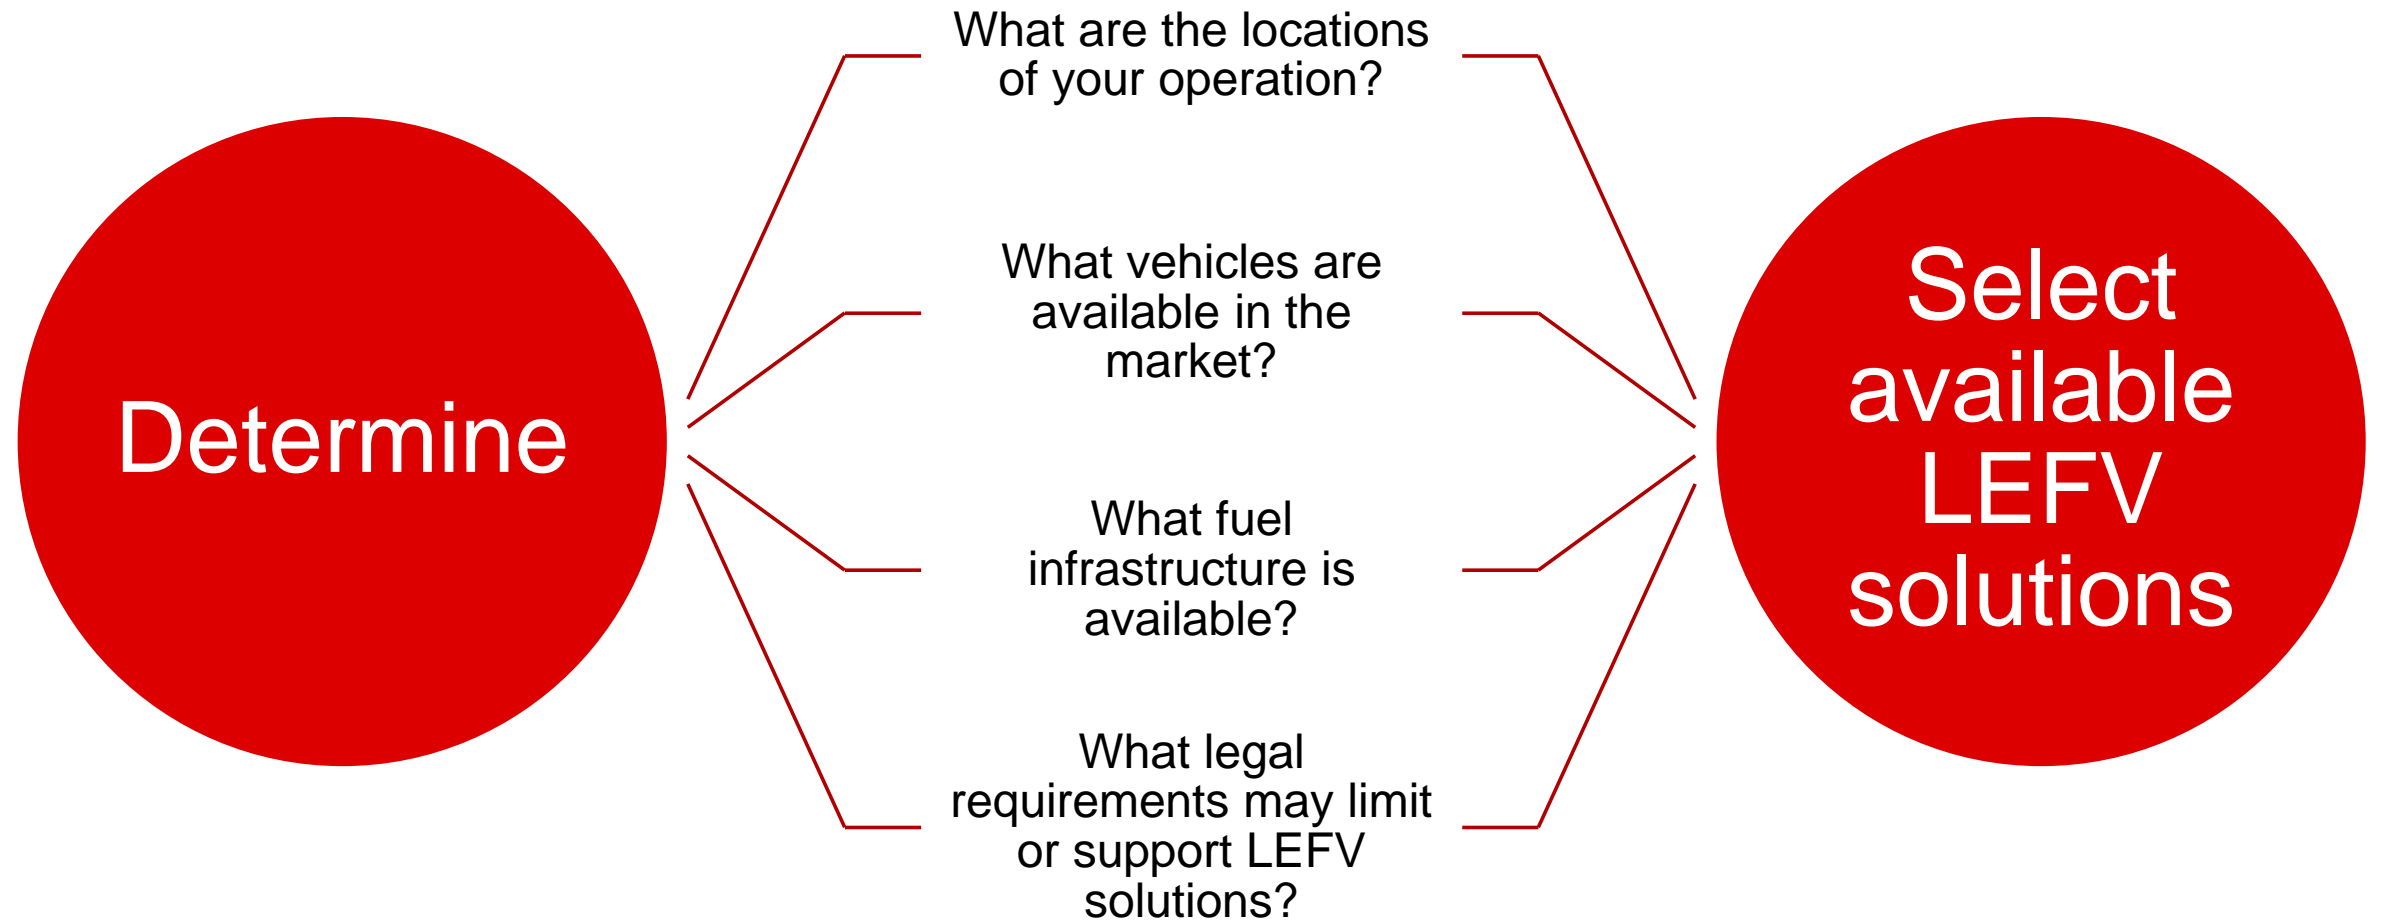 Determine
What are the locations
of your operation?
What vehicles are
available in the
market?
What fuel
infrastructure is
available?
What legal
requirements may limit
or support LEFV
solutions?
Select
available
LEFV
solutions